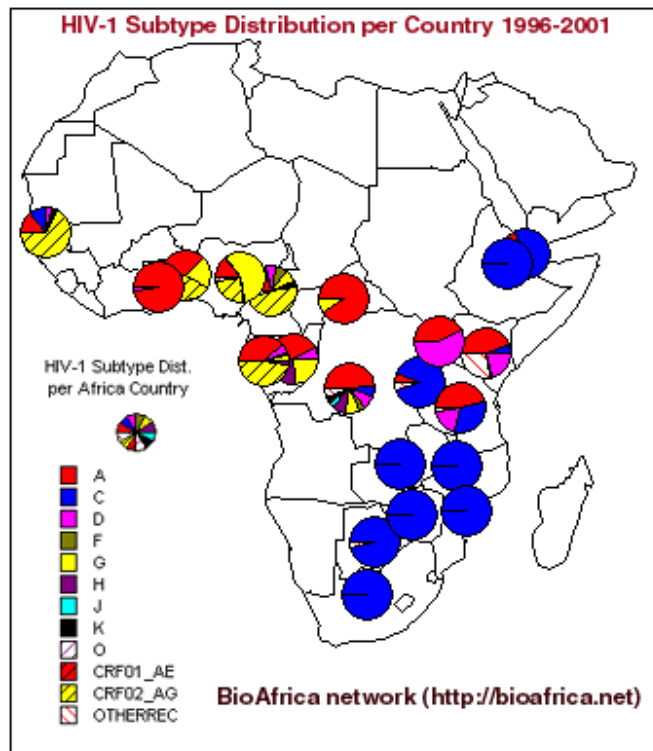 HIV-1 Subtype Distribution per Country 1996-2001
HIV-1 Subtype Dist.
per Africa Country
A
C
D
F
G
H
J
K
O
CRF01_AE
CRF02_AG
OTHERREC
BioAfrica network (http://bioafrica.net)